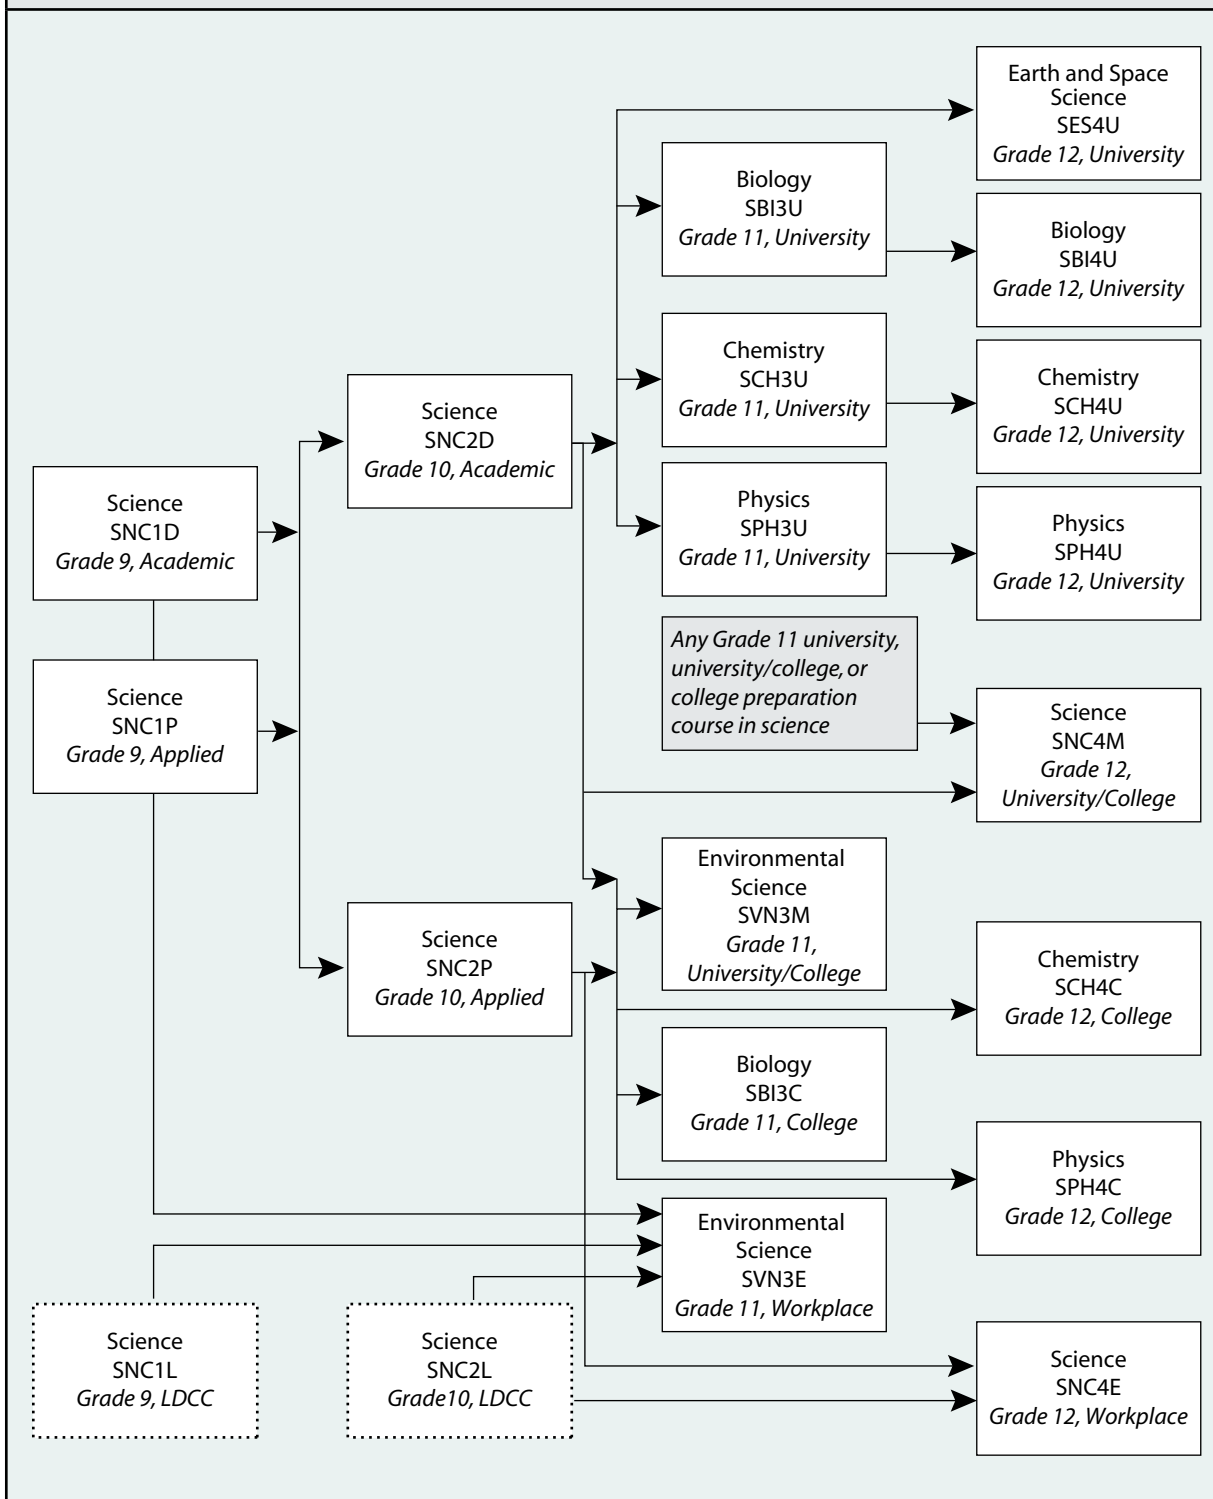 Earth and Space
Science
SES4U
Grade 12, University
Biology
SBI3U
Grade 11, University
Biology
SBI4U
Grade 12, University
Chemistry
SCH3U
Grade 11, University
Chemistry
SCH4U
Grade 12, University
Science
SNC2D
Grade 10, Academic
Science
SNC1D
Grade 9, Academic
Physics
SPH3U
Grade 11, University
Physics
SPH4U
Grade 12, University
Any Grade 11 university,
university/college, or
college preparation
course in science
Science
SNC1P
Grade 9, Applied
Science
SNC4M
Grade 12,
University/College
Environmental
Science
SVN3M
Grade 11,
University/College
Science
SNC2P
Grade 10, Applied
Chemistry
SCH4C
Grade 12, College
Biology
SBI3C
Grade 11, College
Physics
SPH4C
Grade 12, College
Environmental
Science
SVN3E
Grade 11, Workplace
Science
SNC1L
Grade 9, LDCC
Science
SNC2L
Grade10, LDCC
Science
SNC4E
Grade 12, Workplace